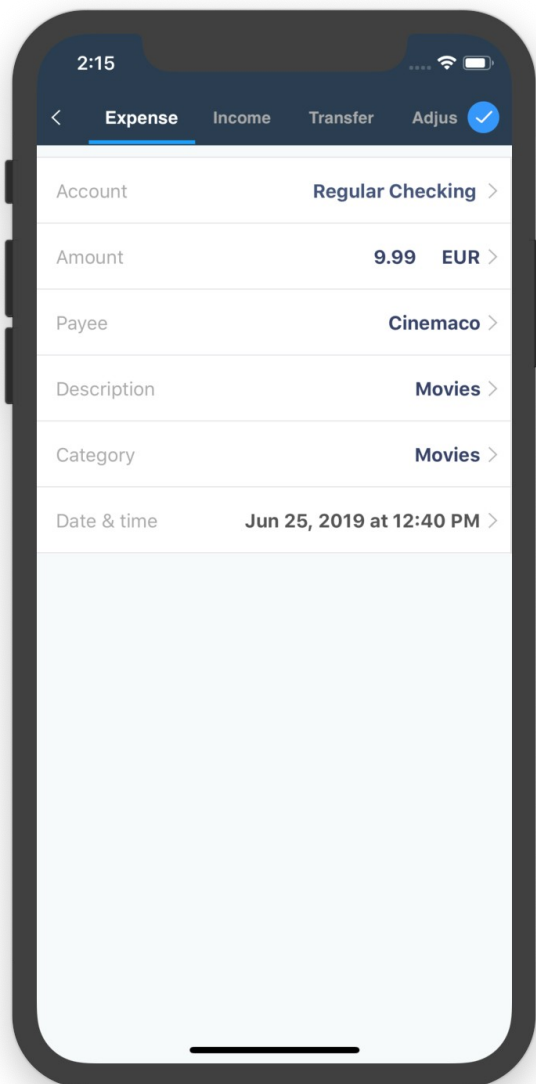 2:15
Expense Income Transfer Adjus
Account Regular Checking
Amount 9.99 EUR
Payee Cinemaco
Description Movies
Category Movies
Date & time Jun 25, 2019 at 12:40 PM